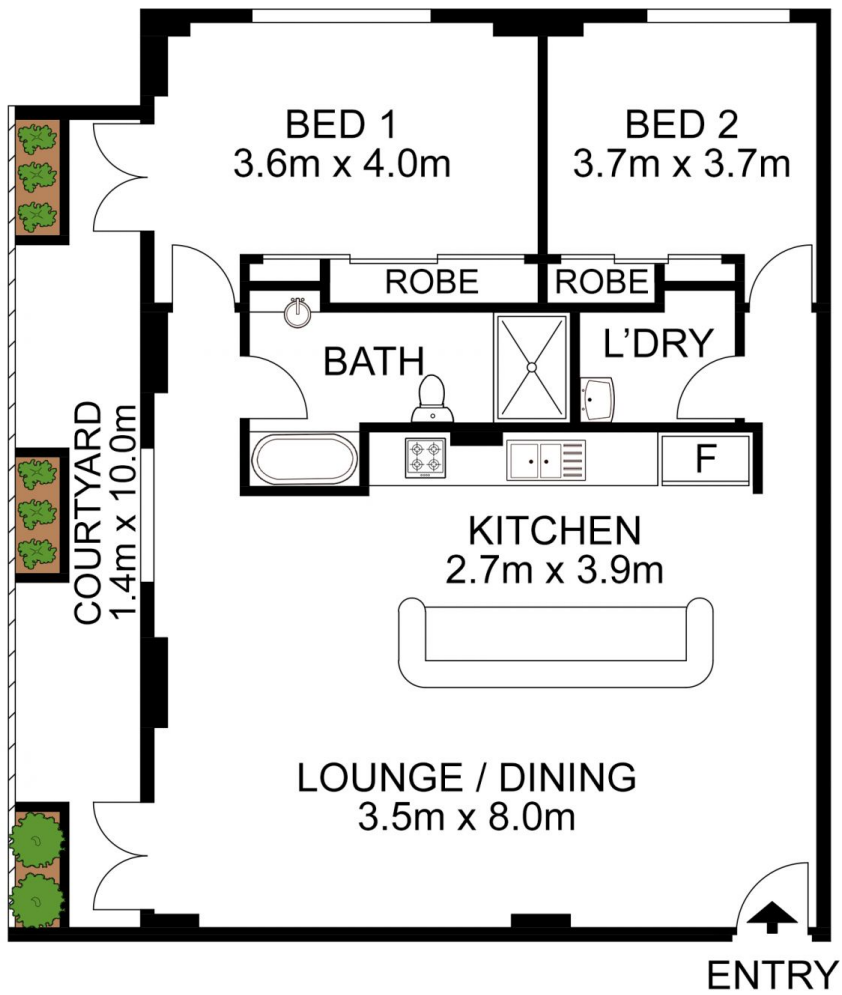 BED 1
3.6m x 4.0m
BED 2
3.7m x 3.7m
ROBE
ROBE
BATH
L'DRY
COURTYARD
1.4m x 10.0m
F
KITCHEN
2.7m x 3.9m
LOUNGE / DINING
3.5m x 8.0m
ENTRY